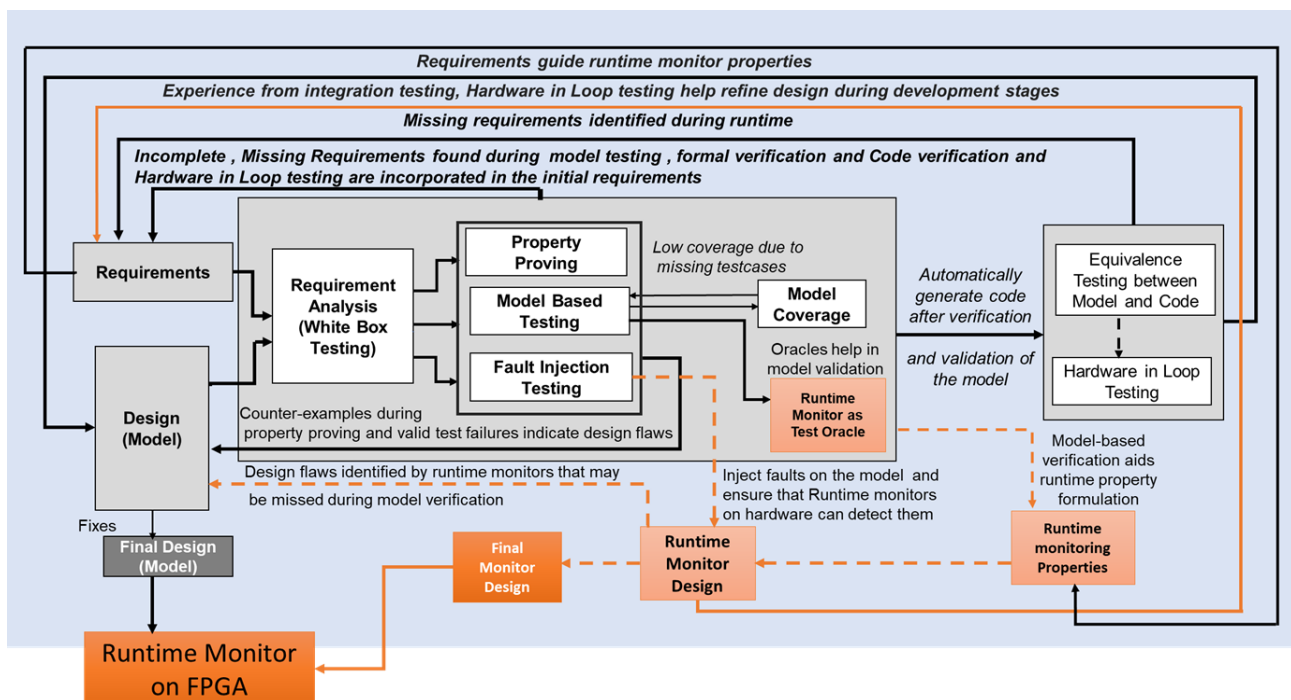 Requirements guide runtime monitor properties
Experience from integration testing, Hardware in Loop testing help refine design during development stages
Missing requirements identified during runtime
Incomplete , Missing Requirements found during model testing , formal verification and Code verification and
Hardware in Loop testing are incorporated in the initial requirements
Requirements
Requirement
Analysis
(White Box
Testing)
Property
Proving
Model Based
Testing
Fault Injection
Testing
Low coverage due to
missing testcases
Model
Coverage
Oracles help in
model validation
Runtime
Monitor as
Test Oracle
Automatically
generate code
after verification
and validation of
the model
Equivalence
Testing between
Model and Code
Hardware in Loop
Testing
Design
(Model)
Counter-examples during
property proving and valid test failures indicate design flaws
Design flaws identified by runtime monitors that may
be missed during model verification
Inject faults on the model and
ensure that Runtime monitors
on hardware can detect them
Model-based
verification aids
runtime property
formulation
Fixes
Final Design
(Model)
Final
Monitor
Design
Runtime
Monitor
Design
Runtime
monitoring
Properties
Runtime Monitor
on FPGA